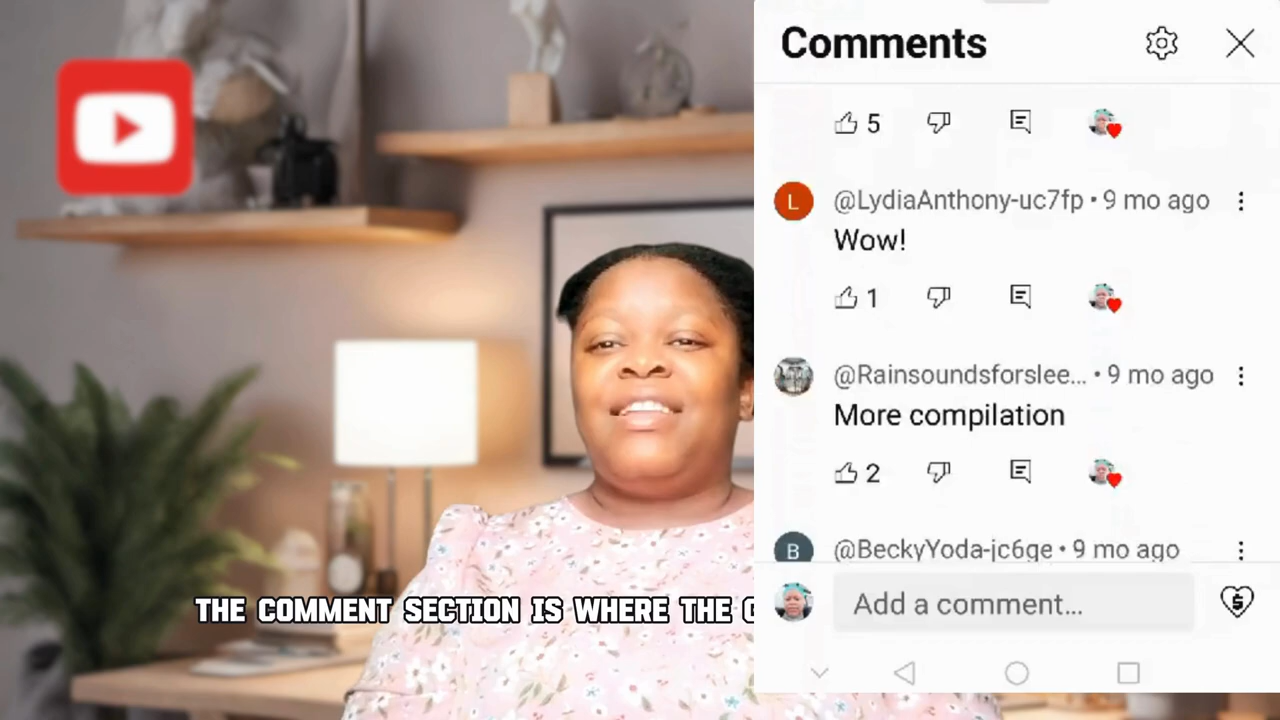 Comments
5
L
@LydiaAnthony-uc7fp • 9 mo ago
Wow!
1
@Rainsoundsforslee... • 9 mo ago
More compilation
2
B @BeckyYoda-jc6ge • 9 mo ago
Add a comment...
THE COMMENT SECTION IS WHERE THE